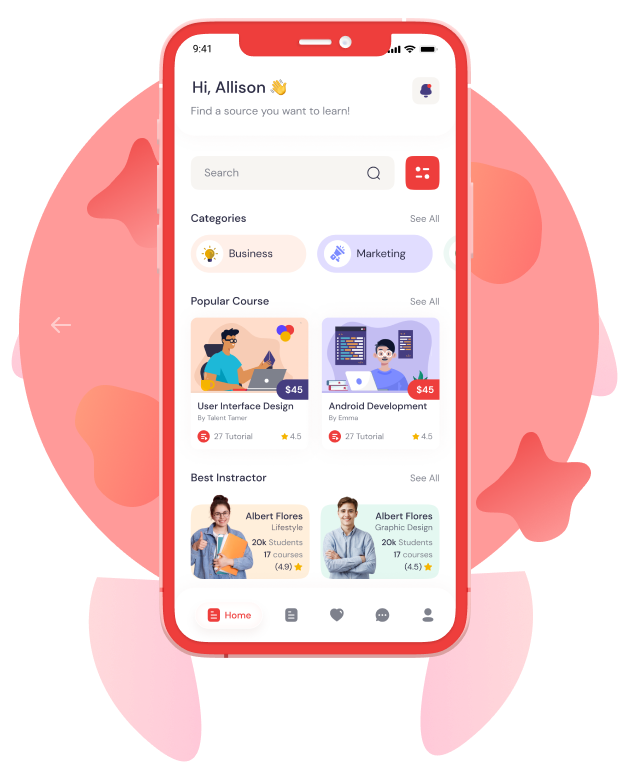 9:41
Hi, Allison 👋
Find a source you want to learn!
Search
Categories
See All
Business
Marketing
Popular Course
See All
$45
$45
User Interface Design
By Talent Tamer
27 Tutorial
4.5
Android Development
By Emma
27 Tutorial
4.5
Best Instractor
See All
Albert Flores
Lifestyle
20k Students
17 courses
(4.9)
Albert Flores
Graphic Design
20k Students
17 courses
(4.5)
Home